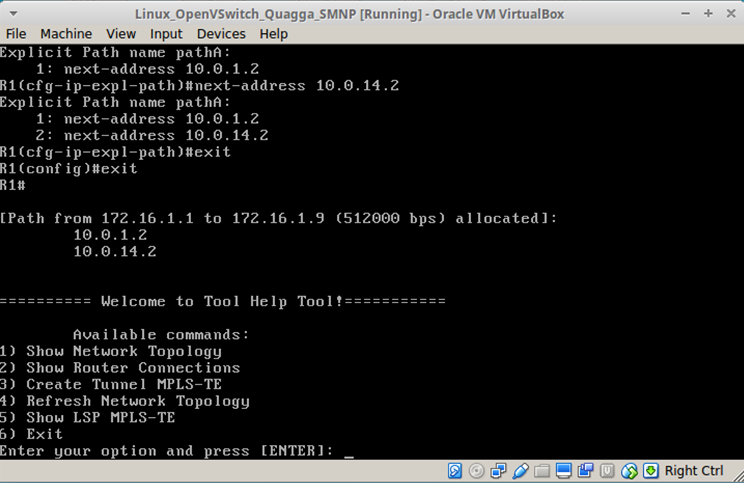 Linux_OpenVSwitch_Quagga_SMNP [Running] - Oracle VM VirtualBox
File Machine View Input Devices Help
Explicit Path name pathA:
    1: next-address 10.0.1.2
R1(cfg-ip-expl-path)#next-address 10.0.14.2
Explicit Path name pathA:
    1: next-address 10.0.1.2
    2: next-address 10.0.14.2
R1(cfg-ip-expl-path)#exit
R1(config)#exit
R1#
[Path from 172.16.1.1 to 172.16.1.9 (512000 bps) allocated]:
        10.0.1.2
        10.0.14.2
========== Welcome to Tool Help Tool!===========
        Available commands:
1) Show Network Topology
2) Show Router Connections
3) Create Tunnel MPLS-TE
4) Refresh Network Topology
5) Show LSP MPLS-TE
6) Exit
Enter your option and press [ENTER]: _
Right Ctrl